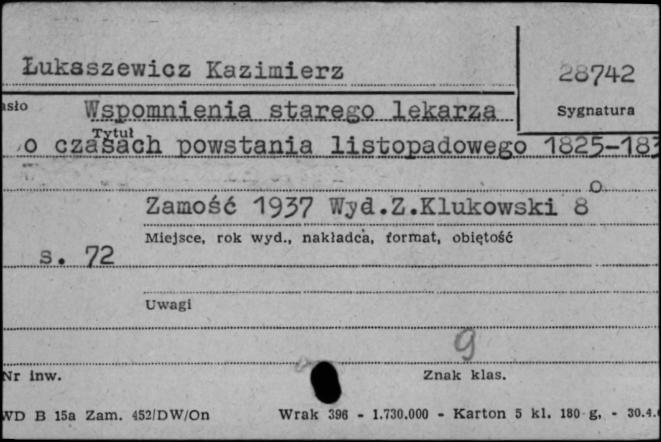 Łukaszewicz Kazimierz
28742
asło Wspomnienia starego lekarza
Sygnatura
Tytuł
o czasach powstania listopadowego 1825-183
Zamość 1937 Wyd.Z.Klukowski 8°
Miejsce, rok wyd., nakładca, format, objętość
s. 72
Uwagi
9
Nr inw.
Znak klas.
WD B 15a Zam. 452/DW/On Wrak 396 - 1.730.000 - Karton 5 kl. 180 g. - 30.4.